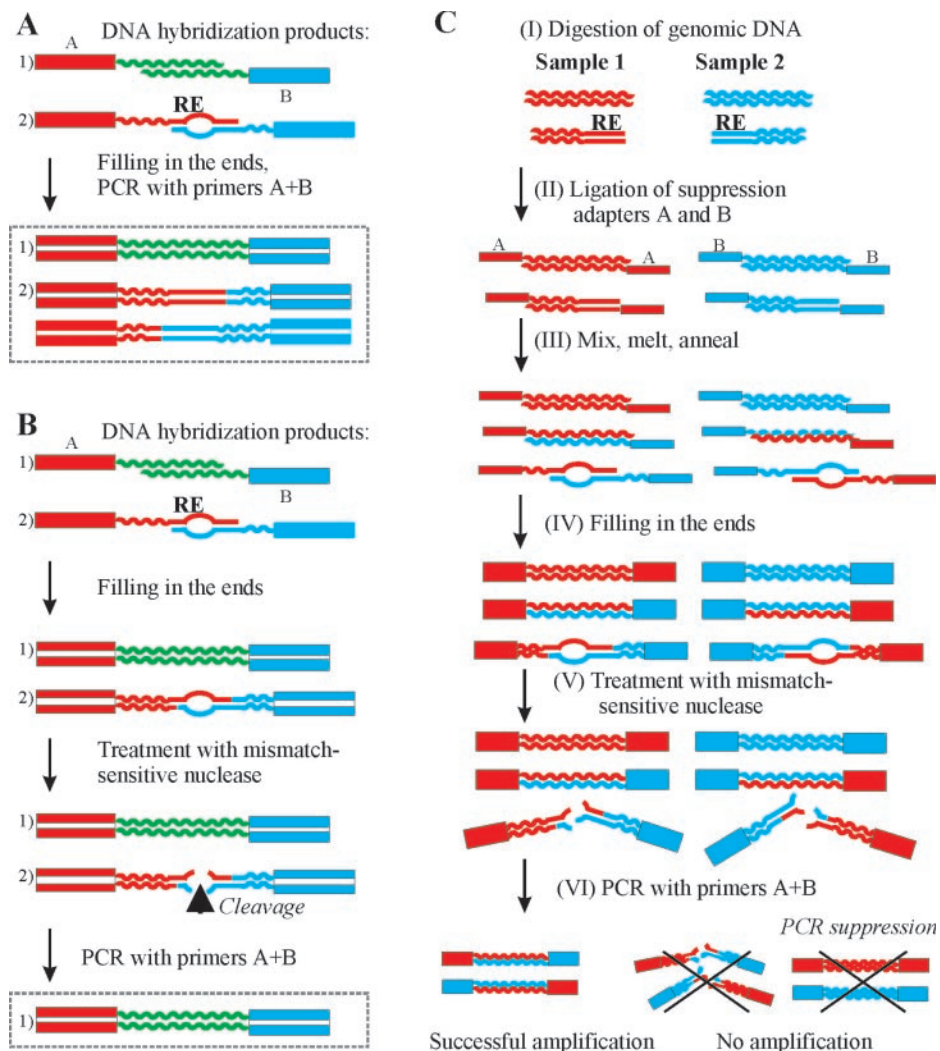 A
DNA hybridization products:
A
1)
B
RE
2)
Filling in the ends,
PCR with primers A+B
1)
2)
B
DNA hybridization products:
A
1)
B
RE
2)
Filling in the ends
1)
2)
Treatment with mismatch-
sensitive nuclease
1)
2)
Cleavage
PCR with primers A+B
1)
C
(I) Digestion of genomic DNA
Sample 1 Sample 2
RE RE
(II) Ligation of suppression
adapters A and B
A A B B
(III) Mix, melt, anneal
(IV) Filling in the ends
(V) Treatment with mismatch-
sensitive nuclease
(VI) PCR with primers A+B
PCR suppression
Successful amplification No amplification